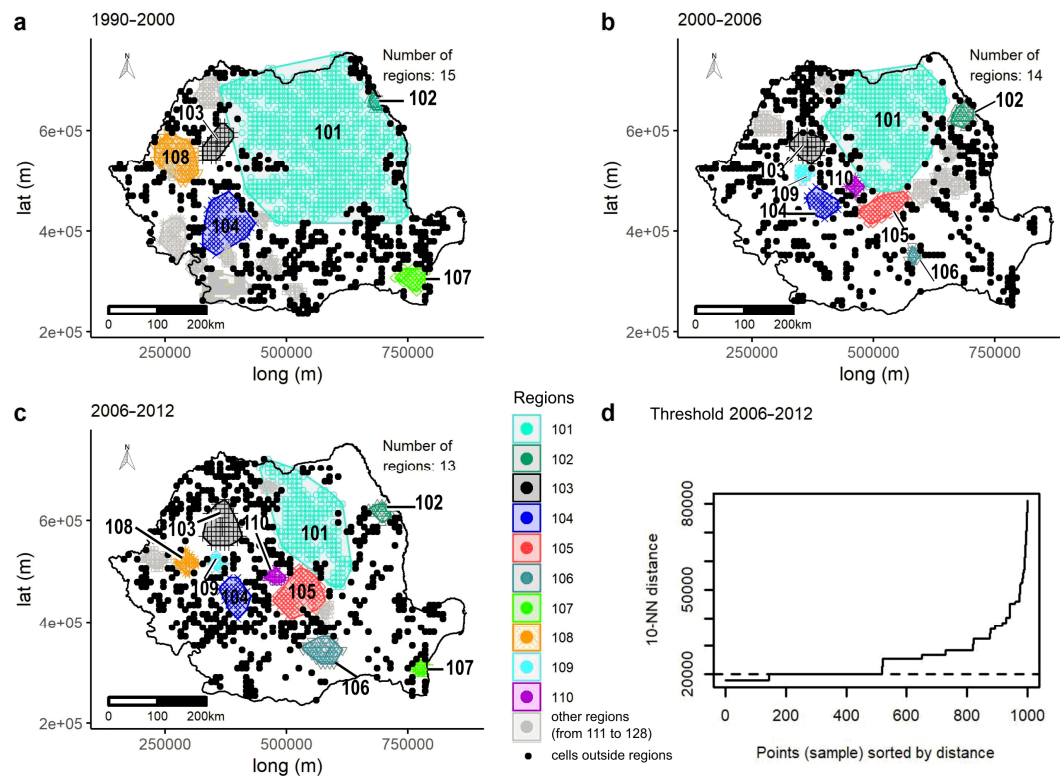 a
1990–2000
N
Number of
regions: 15
101
102
103
108
104
107
lat (m)
6e+05
4e+05
2e+05
0 100 200km
250000 500000 750000
long (m)
b
2000–2006
N
Number of
regions: 14
101
102
103
109
110
104
105
106
lat (m)
6e+05
4e+05
2e+05
0 100 200km
250000 500000 750000
long (m)
c
2006–2012
N
Number of
regions: 13
101
102
103
110
108
109
104
105
106
107
lat (m)
6e+05
4e+05
2e+05
0 100 200km
250000 500000 750000
long (m)
Regions
101
102
103
104
105
106
107
108
109
110
other regions
(from 111 to 128)
cells outside regions
d
Threshold 2006–2012
10-NN distance
80000
50000
20000
0 200 400 600 800 1000
Points (sample) sorted by distance